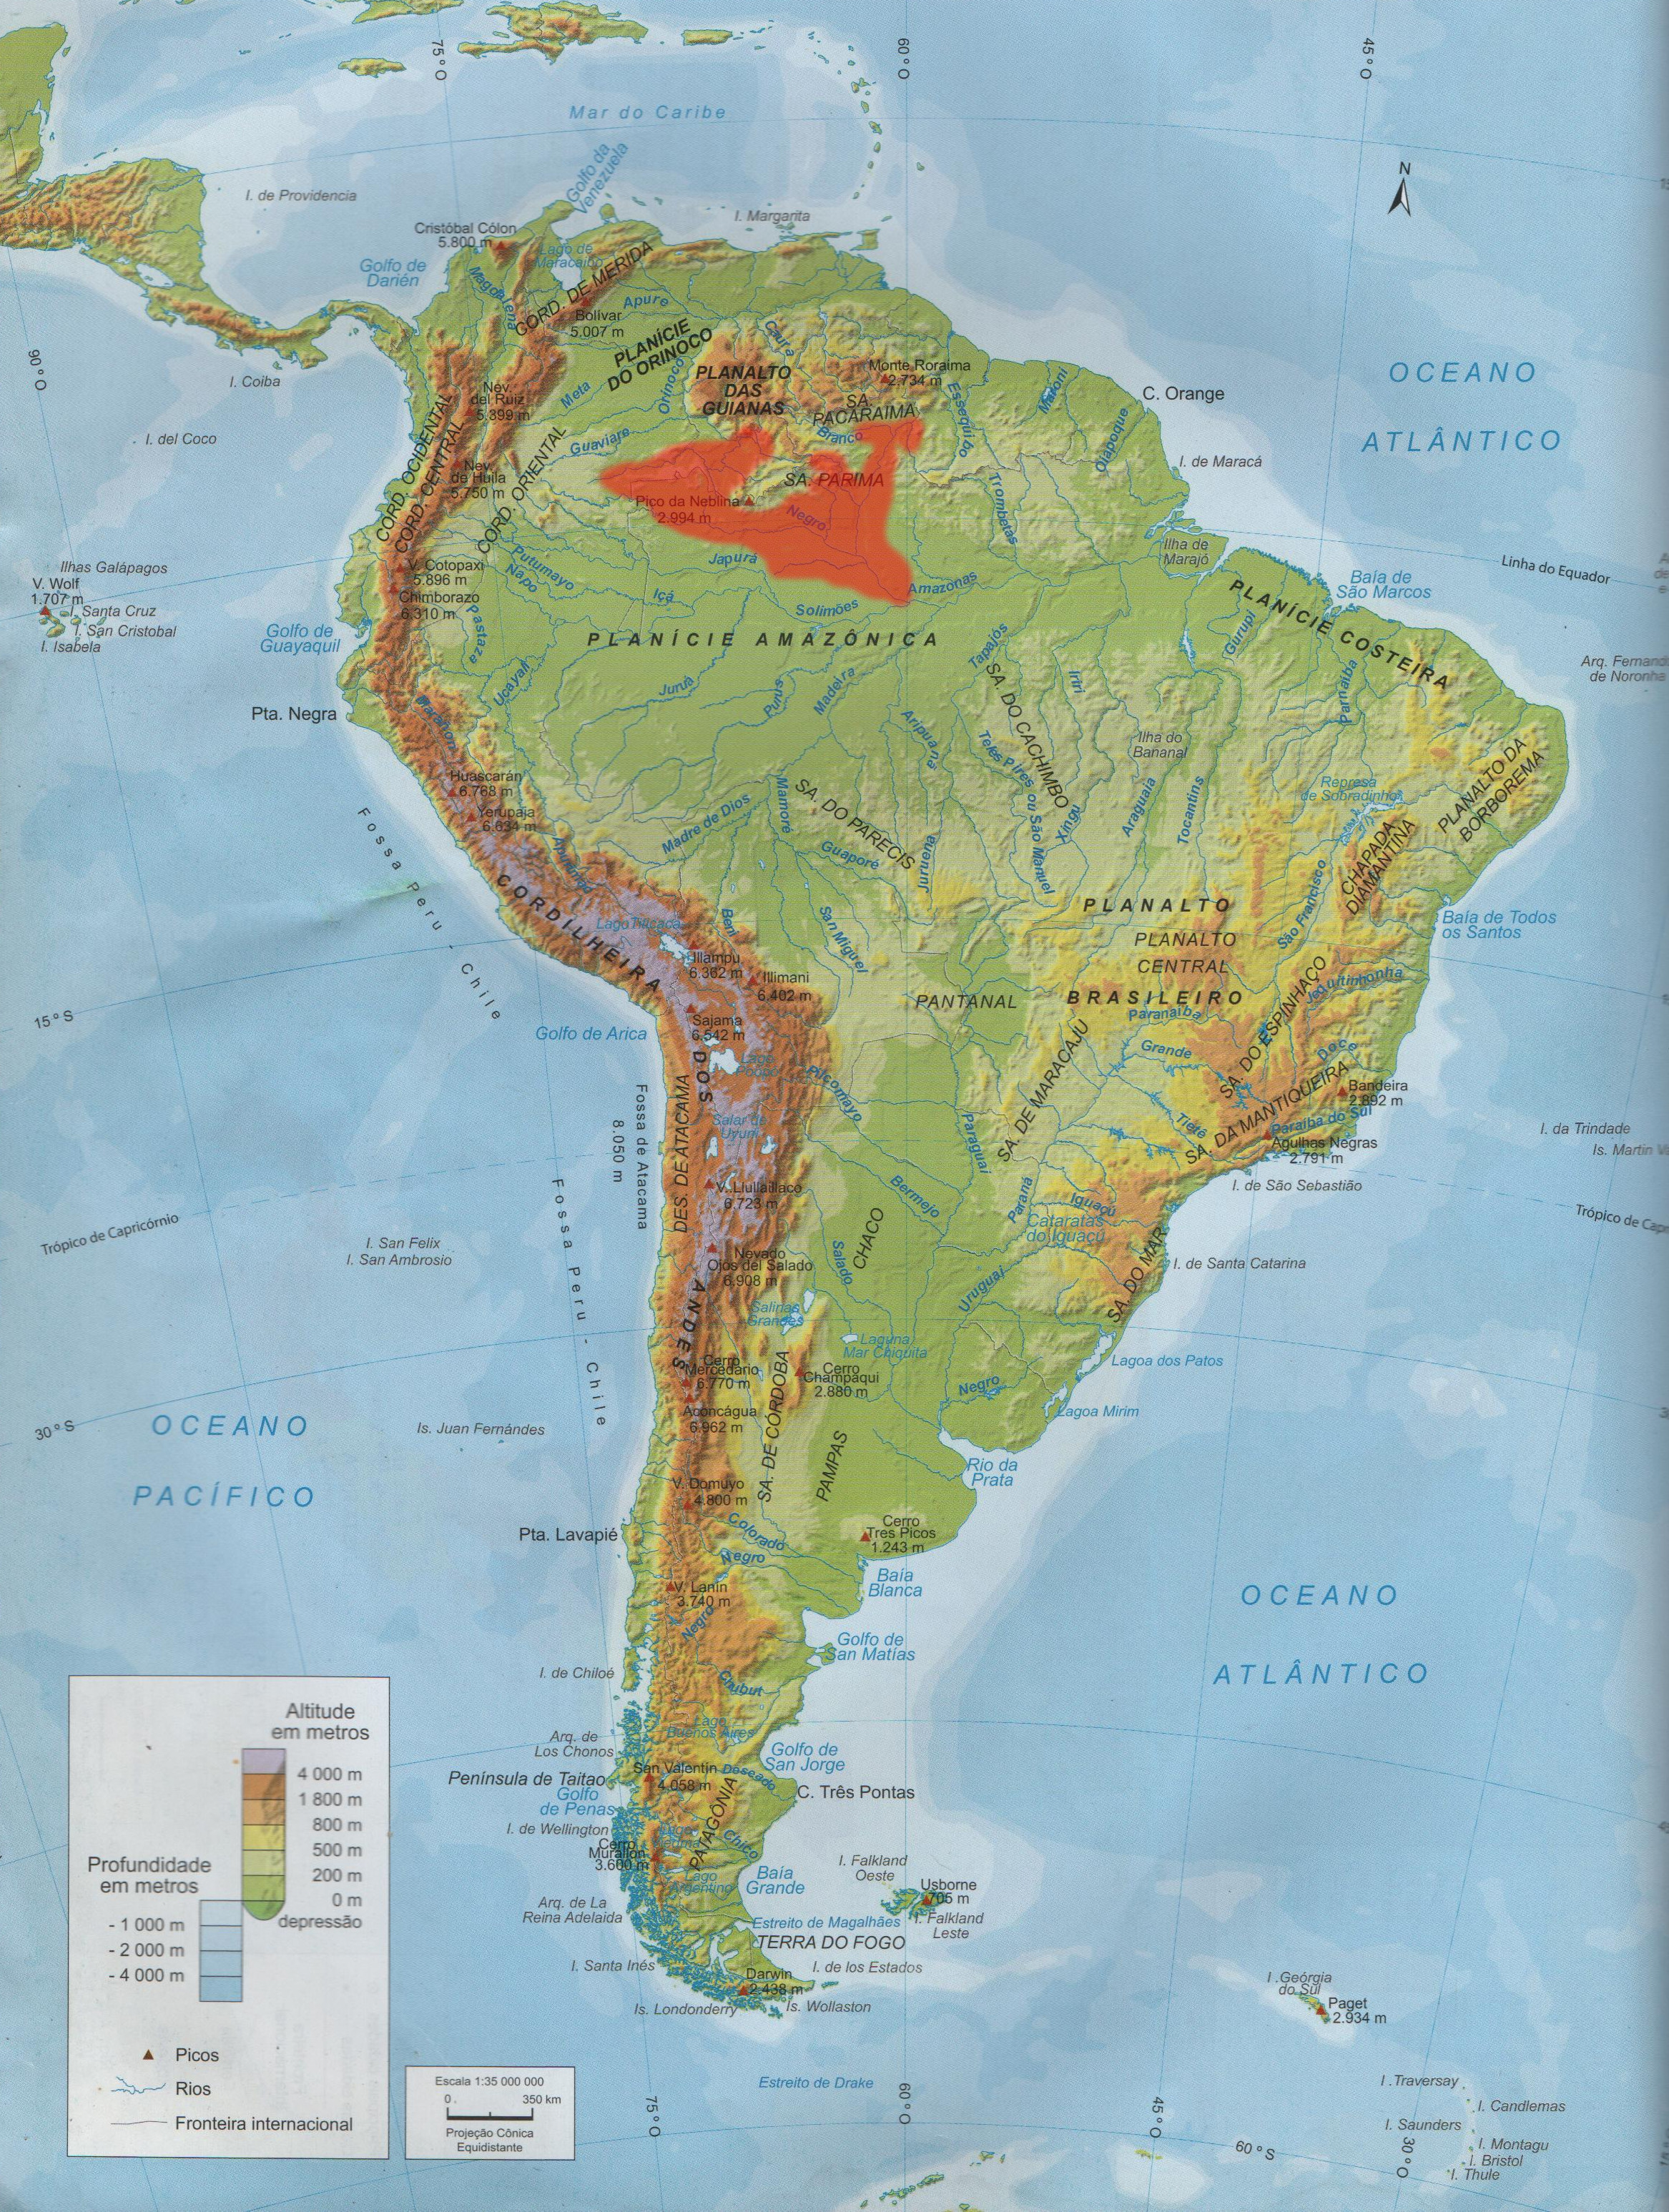 75º O
60º O
45º O
Mar do Caribe
N
I. de Providencia
Golfo da
Venezuela
I. Margarita
Cristóbal Cólon
5.800 m
Golfo de
Darién
Lago de
Maracaibo
Magdalena
CORD. DE MERIDA
Apure
Bolívar
5.007 m
PLANÍCIE
DO ORINOCO
Caura
90º O
I. Coiba
Orinoco
PLANALTO
DAS
GUIANAS
Monte Roraima
2.734 m
SA.
PACARAIMA
Essequibo
Maroni
C. Orange
OCEANO
ATLÂNTICO
Nev.
del Ruiz
5.399 m
Meta
I. del Coco
Guaviare
Branco
Oiapoque
I. de Maracá
CORD. OCIDENTAL
CORD. CENTRAL
CORD. ORIENTAL
Nev.
de Huila
5.750 m
SA. PARIMA
Pico da Neblina
2.994 m
Negro
Trombetas
Ilha de
Marajó
Linha do Equador
Ilhas Galápagos
V. Wolf
1.707 m
I. Santa Cruz
I. San Cristobal
I. Isabela
V. Cotopaxi
5.896 m
Chimborazo
6.310 m
Putumayo
Napo
Japurá
Içá
Solimões
Amazonas
Baía de
São Marcos
Golfo de
Guayaquil
Pastaza
PLANÍCIE AMAZÔNICA
PLANÍCIE COSTEIRA
Gurupi
Arq. Fernand
de Noronha
Ucayali
Juruá
Purus
Madeira
Tapajós
Iriri
Parnaíba
Pta. Negra
Marañon
Aripuanã
SA. DO CACHIMBO
Teles Pires ou São Manuel
Ilha do
Bananal
Huascarán
6.768 m
Yerupaja
6.634 m
Mamoré
SA. DO PARECIS
Xingu
Araguaia
Tocantins
Represa
de Sobradinho
PLANALTO DA
BORBOREMA
Madre de Dios
Guaporé
Juruena
Apurimac
CHAPADA
DIAMANTINA
Fossa Peru - Chile
CORDILHEIRA
DOS
ANDES
Lago Titicaca
Beni
San Miguel
PLANALTO
PLANALTO
CENTRAL
BRASILEIRO
São Francisco
Baía de Todos
os Santos
Illampu
6.362 m
Illimani
6.402 m
PANTANAL
Jequitinhonha
15º S
Sajama
6.542 m
Golfo de Arica
Paranaíba
Grande
SA. DO ESPINHAÇO
Doce
Lago
Poopó
Pilcomayo
SA. DE MARACAJU
SA. DA MANTIQUEIRA
Bandeira
2.892 m
Fossa de Atacama
8.050 m
DES. DE ATACAMA
Salar de
Uyuni
Paraguai
Tietê
Paraíba do Sul
Agulhas Negras
2.791 m
I. da Trindade
Is. Martin
V. Llullaillaco
6.723 m
Bermejo
Paraná
Iguaçu
Cataratas
do Iguaçu
I. de São Sebastião
Trópico de Capricórnio
Trópico de Cap
Fossa Peru - Chile
CHACO
I. San Felix
I. San Ambrosio
Nevado
Ojos del Salado
6.908 m
Salado
Uruguai
SA. DO MAR
I. de Santa Catarina
Salinas
Grandes
Laguna
Mar Chiquita
Lagoa dos Patos
Cerro
Mercedario
6.770 m
SA. DE CÓRDOBA
Cerro
Champaqui
2.880 m
Negro
Aconcágua
6.962 m
Lagoa Mirim
30º S
OCEANO
PACÍFICO
Is. Juan Fernándes
PAMPAS
Rio da
Prata
V. Domuyo
4.800 m
Pta. Lavapié
Colorado
Negro
Cerro
Tres Picos
1.243 m
Baía
Blanca
V. Lanin
3.740 m
Negro
OCEANO
ATLÂNTICO
Golfo de
San Matías
I. de Chiloé
Chubut
Lago
Buenos Aires
Arq. de
Los Chonos
Golfo de
San Jorge
Península de Taitao
San Valentin
4.058 m
Deseado
C. Três Pontas
Golfo
de Penas
PATAGÔNIA
I. de Wellington
Cerro
Murallón
3.600 m
Lago
Chico
I. Falkland
Oeste
Lago
Argentino
Baía
Grande
Usborne
705 m
I. Falkland
Leste
Arq. de La
Reina Adelaida
Estreito de Magalhães
TERRA DO FOGO
I. Santa Inés
I. de los Estados
Darwin
2.438 m
Is. Londonderry
Is. Wollaston
I .Geórgia
do Sul
Paget
2.934 m
Altitude
em metros
4 000 m
1 800 m
800 m
500 m
200 m
0 m
depressão
Profundidade
em metros
- 1 000 m
- 2 000 m
- 4 000 m
Picos
Rios
Fronteira internacional
Escala 1:35 000 000
0
350 km
Projeção Cônica
Equidistante
Estreito de Drake
75º O
60º O
45º O
60º S
30º O
I .Traversay
I. Candlemas
I. Saunders
I. Montagu
I. Bristol
I. Thule